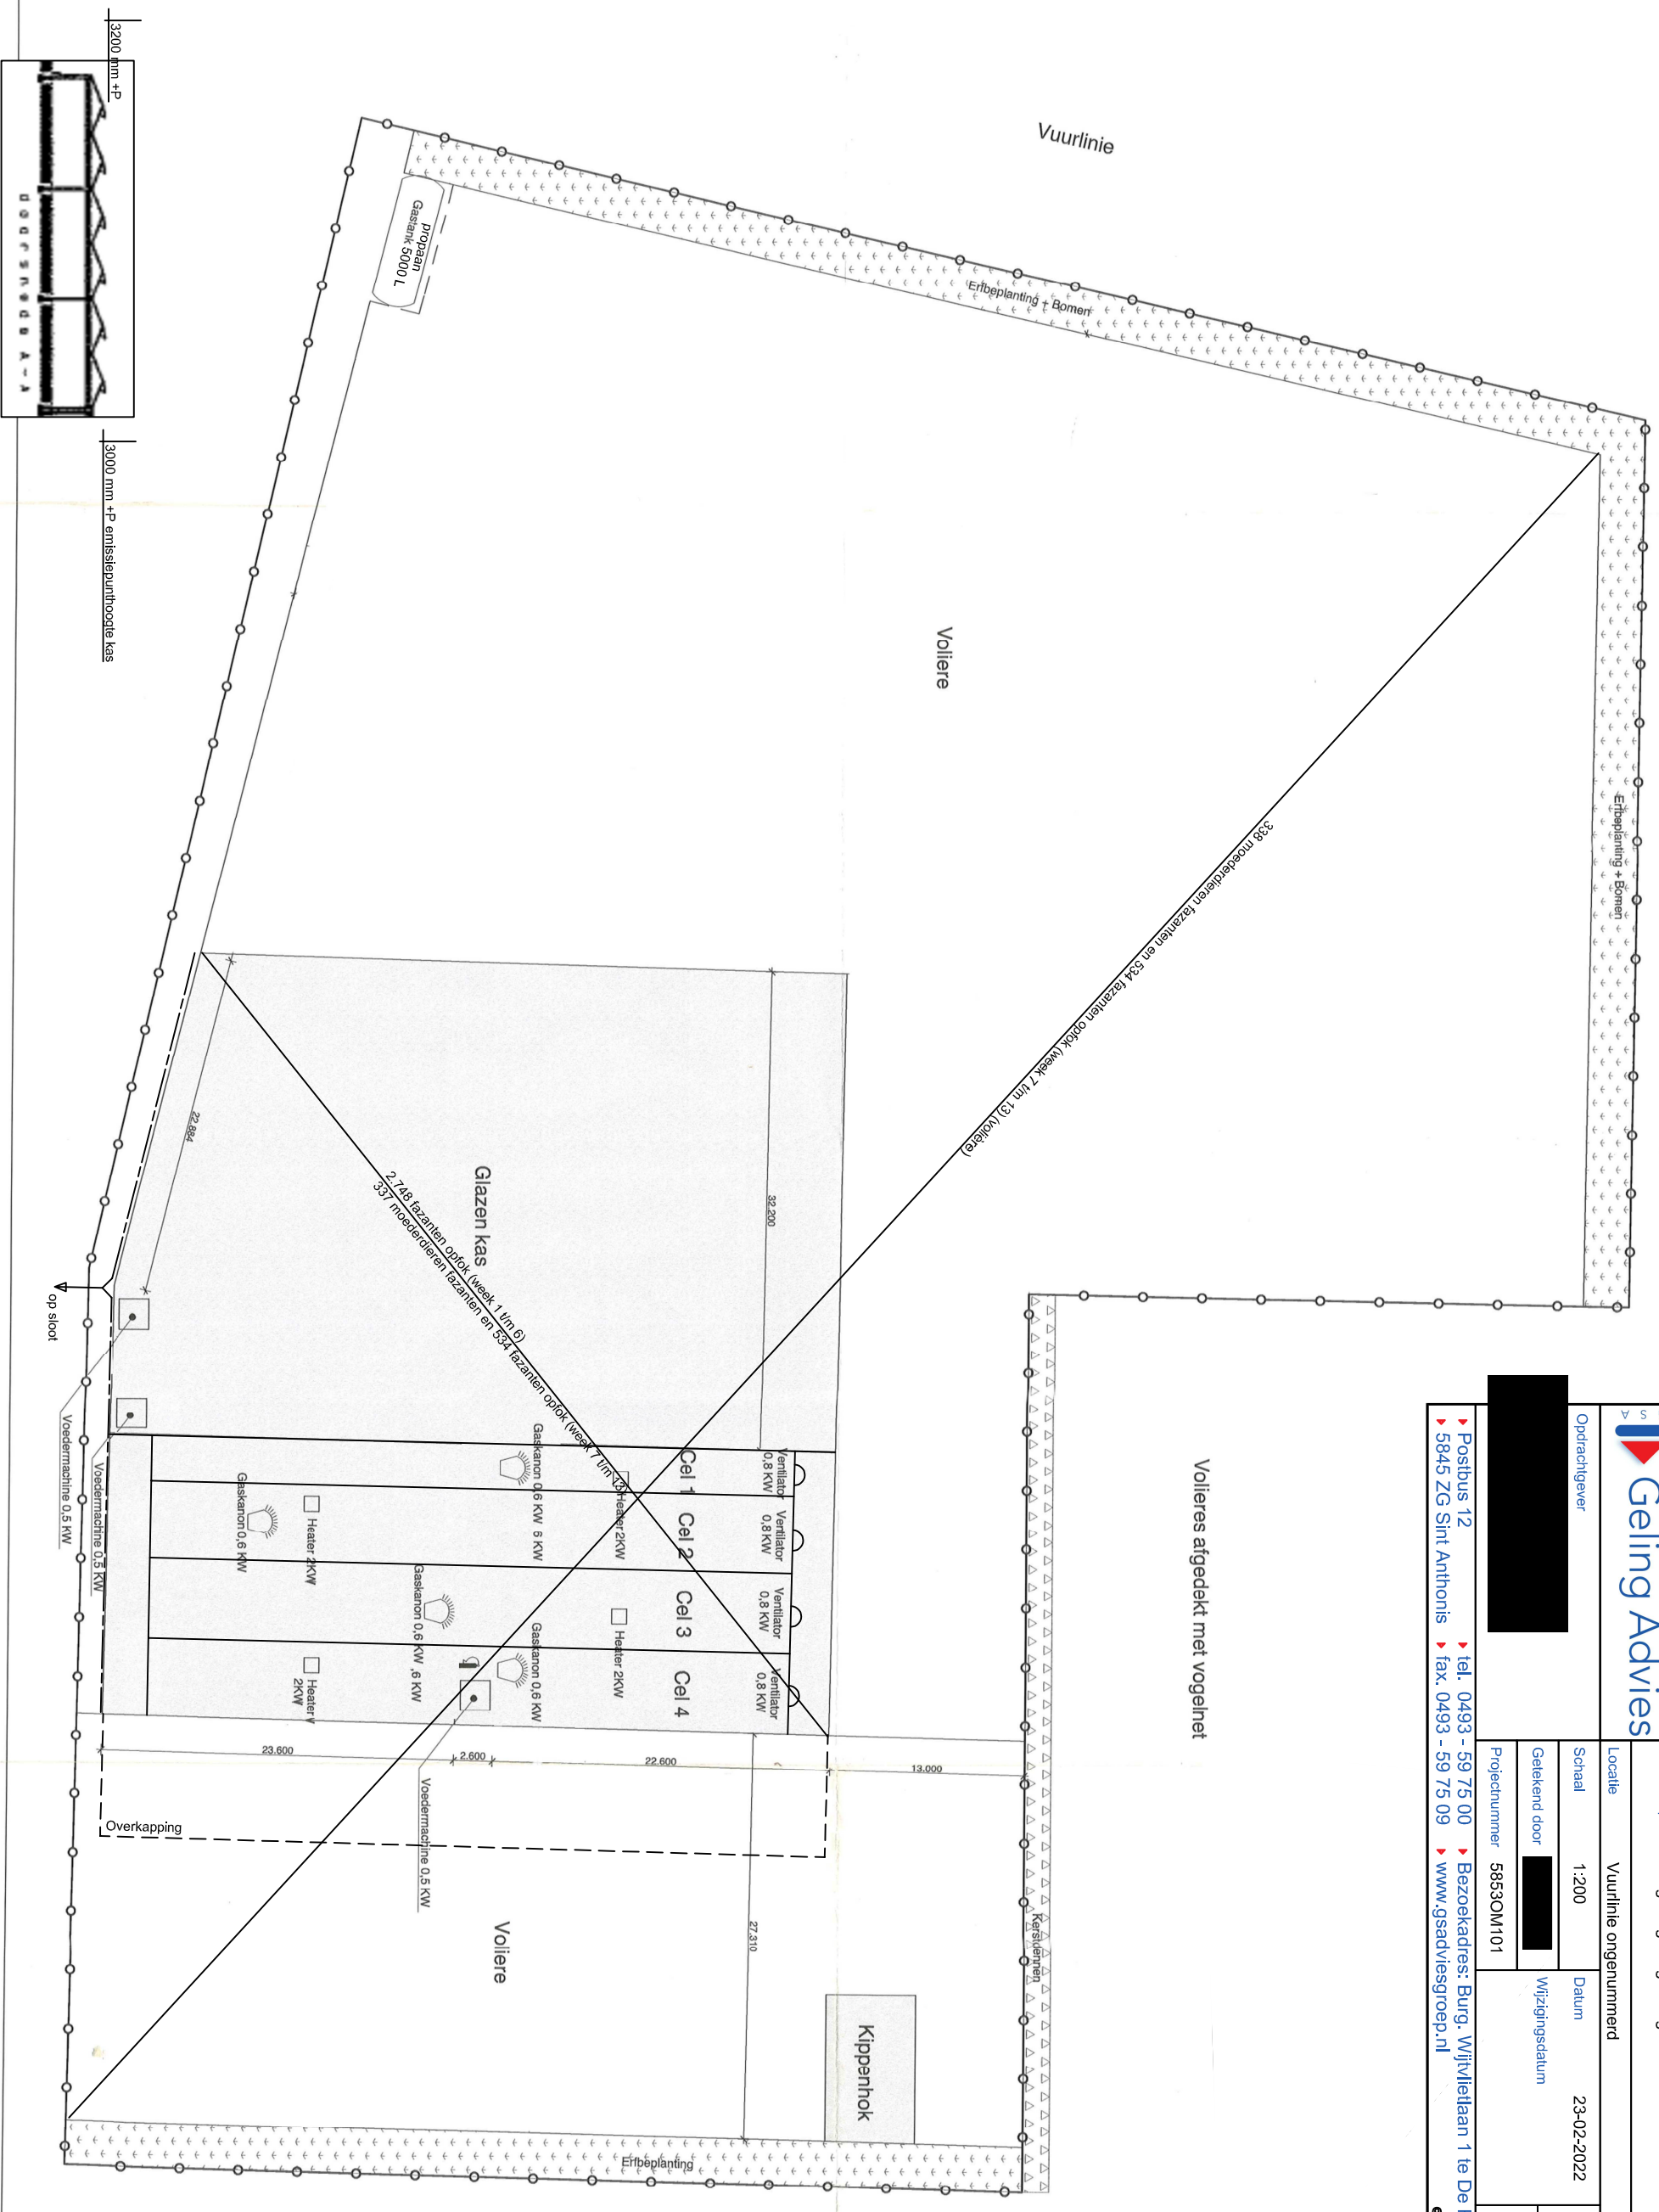 3200 mm +P
doorsnede A-A
3000 mm +P emissiepunthoogte kas
Vuurlinie
propaan
Gastank 5000 L
Erfbeplanting + Bomen
Erfbeplanting + Bomen
Voliere
338 moederdieren fazanten en 534 fazanten opfok (week 7 t/m 13) (volière)
22.884
32.200
Glazen kas
2.748 fazanten opfok (week 1 t/m 6)
337 moederdieren fazanten en 534 fazanten opfok (week 7 t/m 13
op sloot
Voedermachine 0,5 KW
Voedermachine 0,5 KW
Cel 1
Cel 2
Cel 3
Cel 4
Ventilator
0,8 KW
Ventilator
0,8 KW
Ventilator
0,8 KW
Ventilator
0,8 KW
Gaskanon 0,6 KW
6 KW
Heater 2KW
Gaskanon 0,6 KW
Heater 2KW
Gaskanon 0,6 KW
,6 KW
Heater 2KW
Gaskanon 0,6 KW
Heater
2KW
23.600
2.600
22.600
13.000
Voedermachine 0,5 KW
Overkapping
Voliere
27.310
Kippenhok
Kerstdennen
Erfbeplanting
Volieres afgedekt met vogelnet
S A
Geling Advies
Opdrachtgever
Locatie
Vuurlinie ongenummerd
Schaal
1:200
Datum
23-02-2022
Getekend door
Wijzigingsdatum
Projectnummer
5853OM101
Postbus 12
tel. 0493 - 59 75 00
Bezoekadres: Burg. Wijtvlietlaan 1 te De
5845 ZG Sint Anthonis
fax. 0493 - 59 75 09
www.gsadviesgroep.nl